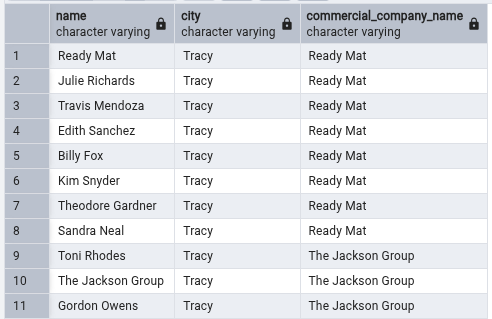 name city commercial_company_name
character varying character varying character varying
1 Ready Mat Tracy Ready Mat
2 Julie Richards Tracy Ready Mat
3 Travis Mendoza Tracy Ready Mat
4 Edith Sanchez Tracy Ready Mat
5 Billy Fox Tracy Ready Mat
6 Kim Snyder Tracy Ready Mat
7 Theodore Gardner Tracy Ready Mat
8 Sandra Neal Tracy Ready Mat
9 Toni Rhodes Tracy The Jackson Group
10 The Jackson Group Tracy The Jackson Group
11 Gordon Owens Tracy The Jackson Group